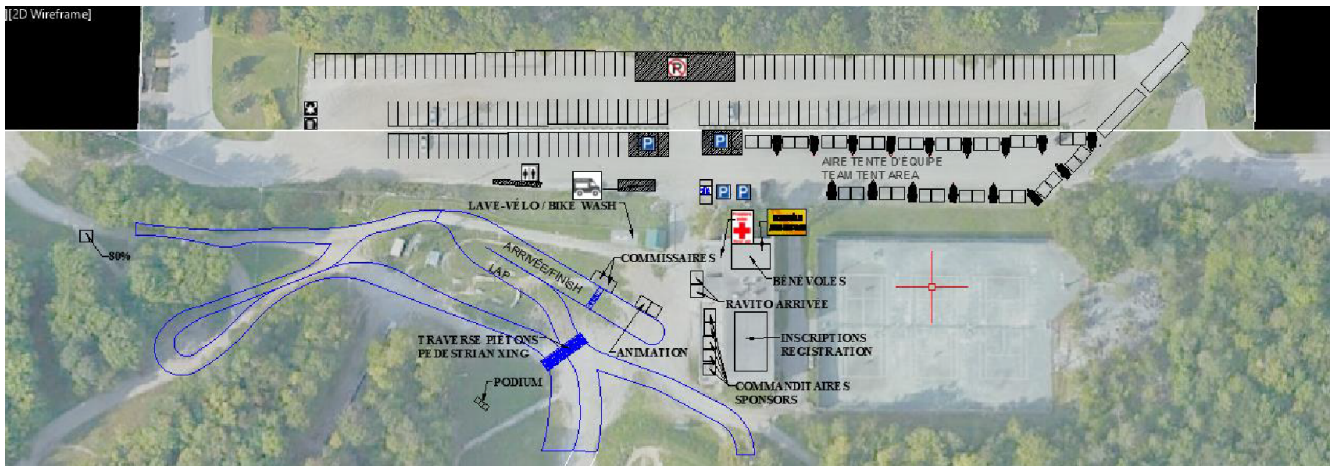 ][2D Wireframe]
P
P
P
AIRE TENTE D'ÉQUIPE
TEAM TENT AREA
P
P
LAVE-VÉLO / BIKE WASH
80%
ARRIVÉE/FINISH
LAP
COMMISSAIRES
BÉNÉVOLES
RAVITO ARRIVÉE
TRAVERSE PIÉTONS
PEDESTRIAN XING
ANIMATION
INSCRIPTIONS
REGISTRATION
PODIUM
COMMANDITAIRES
SPONSORS